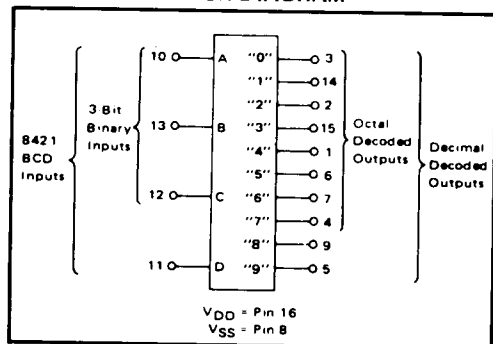 10 A "0" 3
"1" 14
3-Bit Binary Inputs "2" 2
8421 BCD Inputs 13 B "3" 15 Octal Decoded Outputs
"4" 1 Decimal Decoded Outputs
"5" 6
12 C "6" 7
"7" 4
"8" 9
11 D "9" 5
VDD = Pin 16
VSS = Pin 8